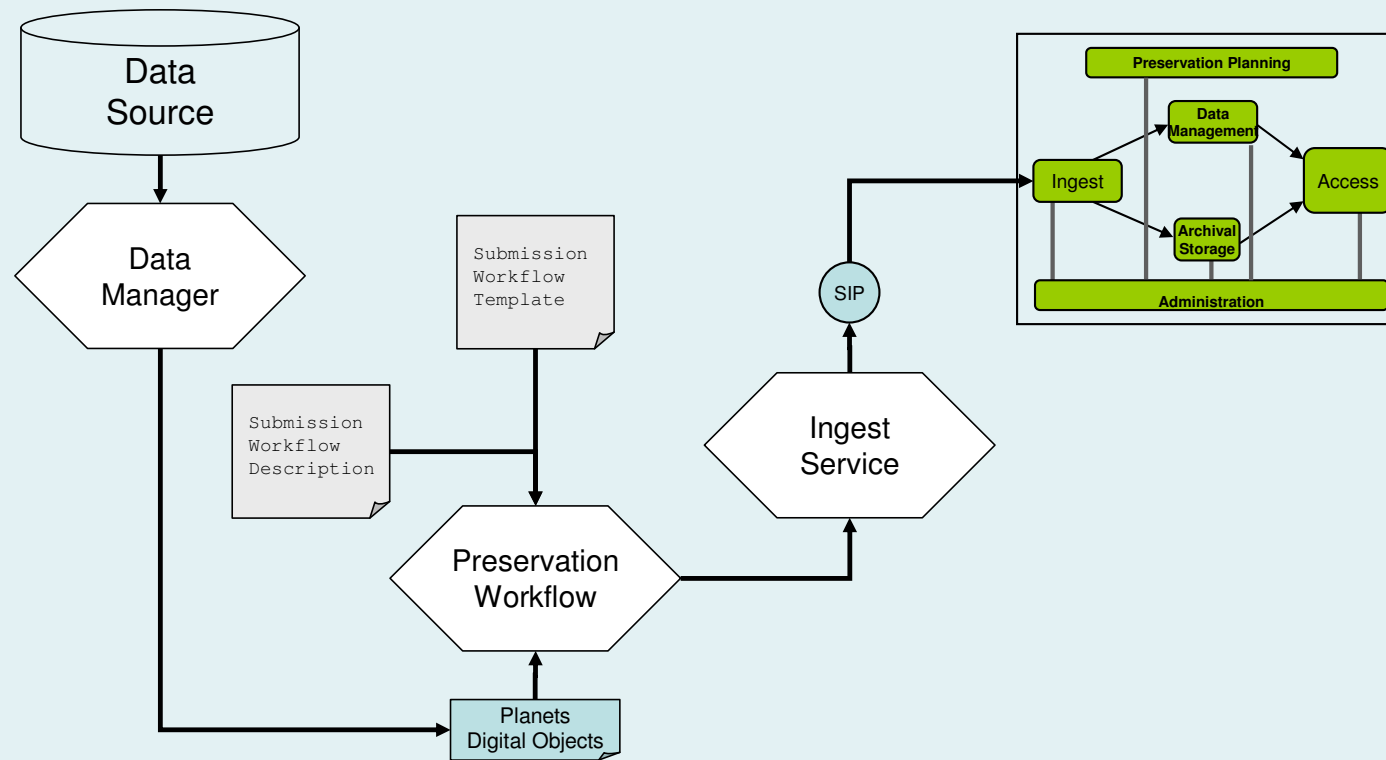 Data
Source
Data
Manager
Submission
Workflow
Template
Submission
Workflow
Description
Preservation
Workflow
Planets
Digital Objects
Ingest
Service
SIP
Preservation Planning
Data
Management
Ingest
Access
Archival
Storage
Administration